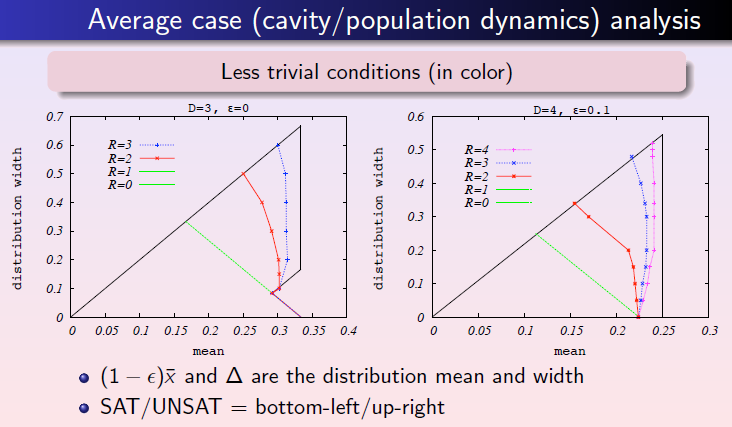 Average case (cavity/population dynamics) analysis
Less trivial conditions (in color)
D=3, ε=0
distribution width
0.7
0.6
0.5
0.4
0.3
0.2
0.1
0
R=3
R=2
R=1
R=0
0 0.05 0.1 0.15 0.2 0.25 0.3 0.35 0.4
mean
D=4, ε=0.1
distribution width
0.6
0.5
0.4
0.3
0.2
0.1
0
R=4
R=3
R=2
R=1
R=0
0 0.05 0.1 0.15 0.2 0.25 0.3
mean
(1 − ϵ)x̄ and Δ are the distribution mean and width
SAT/UNSAT = bottom-left/up-right